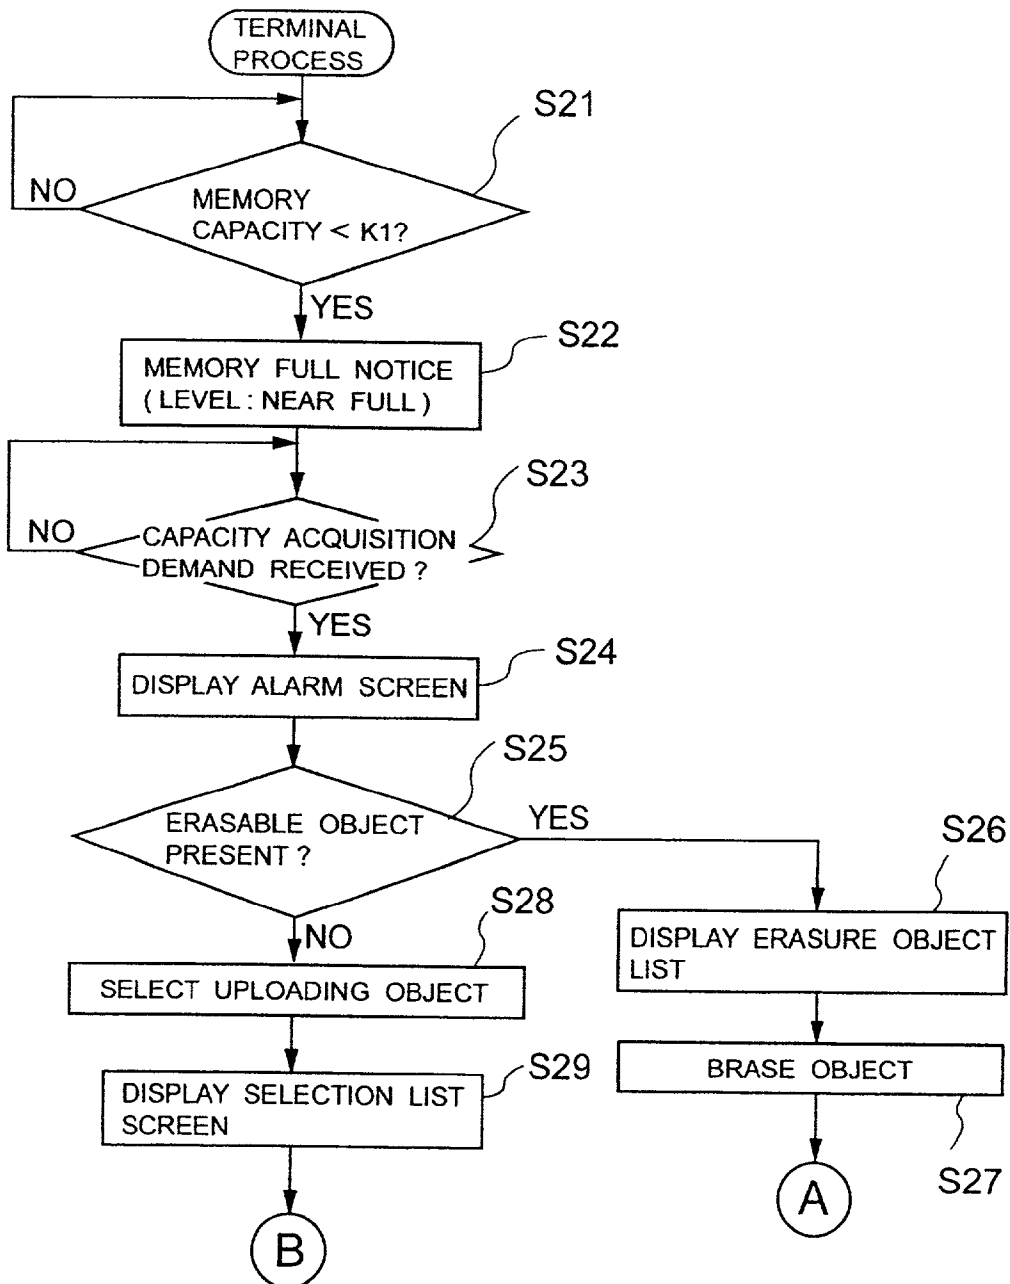 TERMINAL
PROCESS
S21
NO
MEMORY
CAPACITY < K1?
YES
S22
MEMORY FULL NOTICE
(LEVEL: NEAR FULL)
S23
NO
CAPACITY ACQUISITION
DEMAND RECEIVED?
YES
S24
DISPLAY ALARM SCREEN
S25
ERASABLE OBJECT
PRESENT?
YES
S26
NO
S28
DISPLAY ERASURE OBJECT
LIST
SELECT UPLOADING OBJECT
S29
BRASE OBJECT
DISPLAY SELECTION LIST
SCREEN
S27
A
B